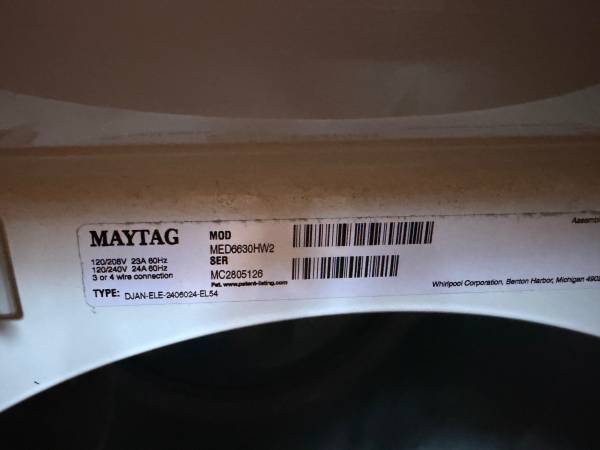 MAYTAG
120/208V 23A 60Hz
120/240V 24A 60Hz
3 or 4 wire connection
TYPE: DJAN-ELE-2406024-EL54
MOD
MED6630HW2
SER
MC2805126
Pat. www.patent-listing.com
Whirlpool Corporation, Benton Harbor, Michigan